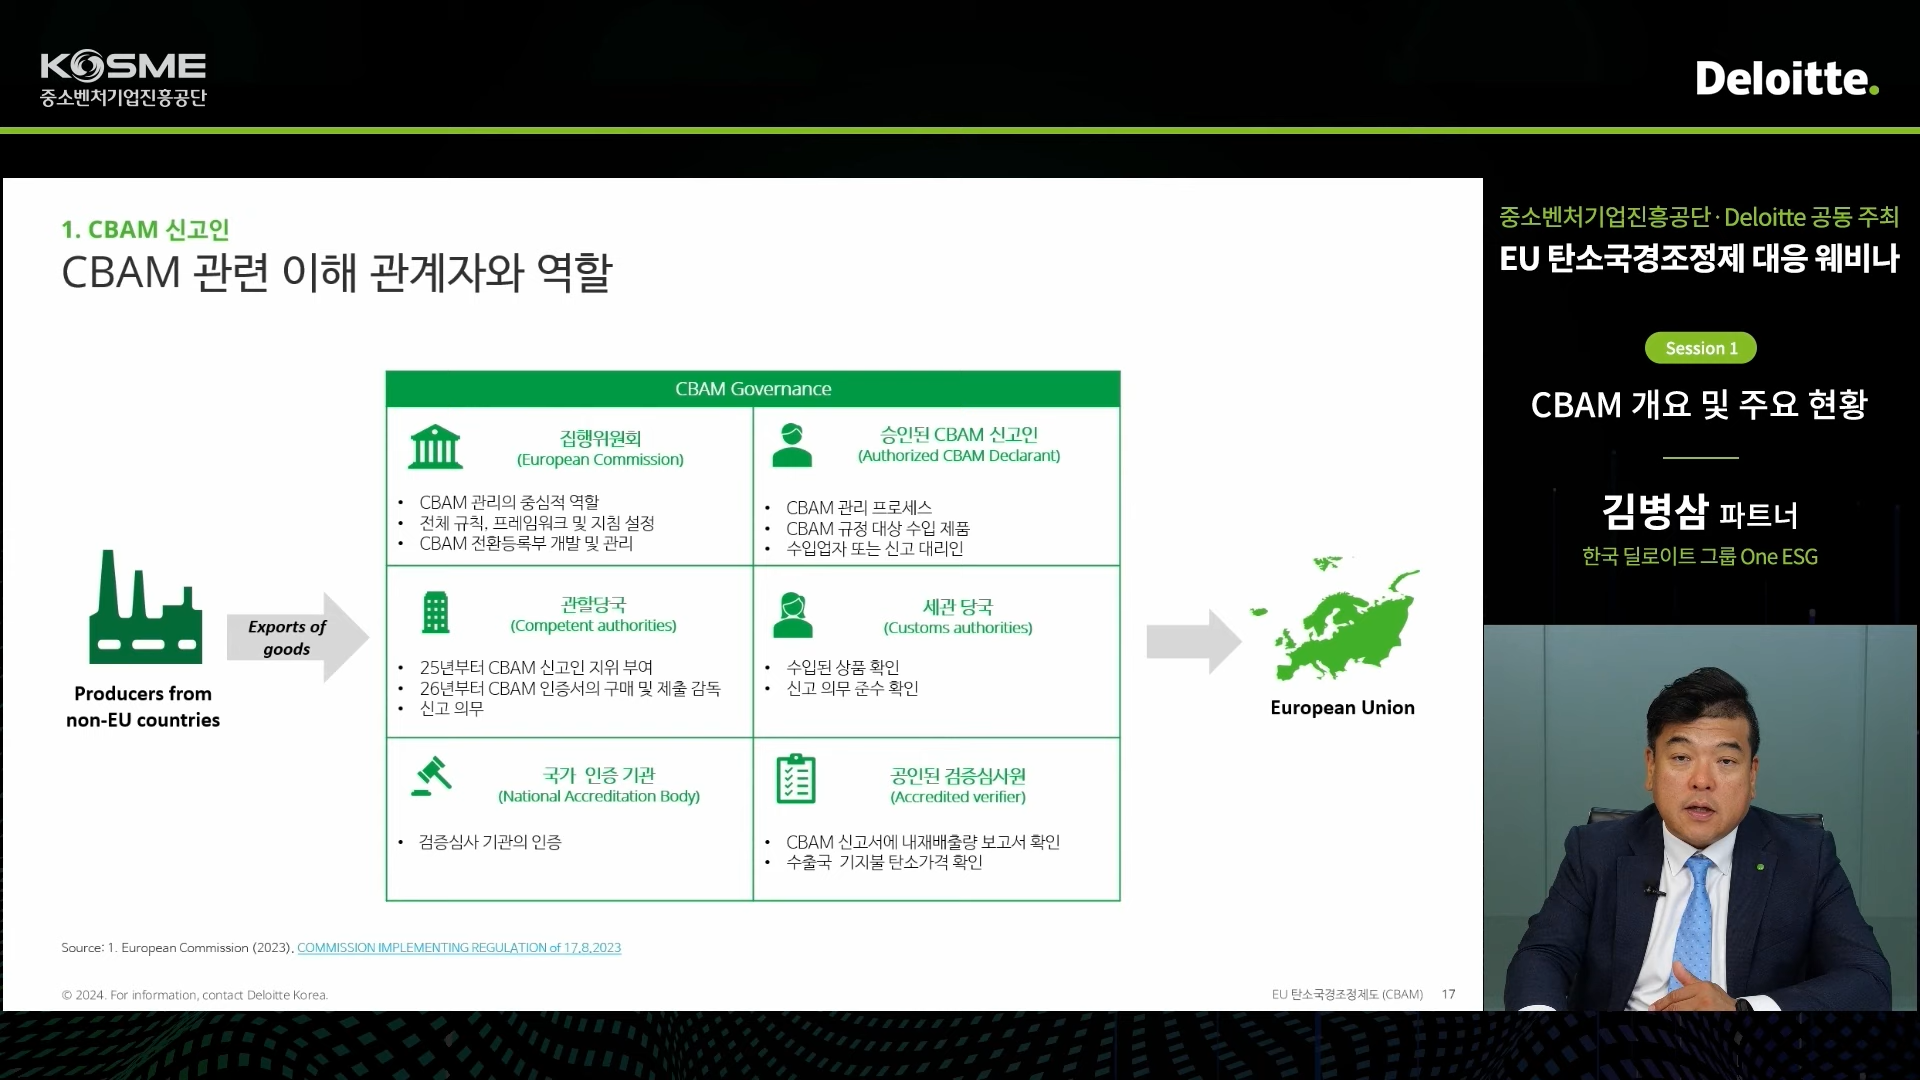 KOSME
중소벤처기업진흥공단
Deloitte.
1. CBAM 신고인
CBAM 관련 이해 관계자와 역할
CBAM Governance
집행위원회
(European Commission)
• CBAM 관리의 중심적 역할
• 전체 규칙, 프레임워크 및 지침 설정
• CBAM 전환등록부 개발 및 관리
승인된 CBAM 신고인
(Authorized CBAM Declarant)
• CBAM 관리 프로세스
• CBAM 규정 대상 수입 제품
• 수입업자 또는 신고 대리인
관할당국
(Competent authorities)
• 25년부터 CBAM 신고인 지위 부여
• 26년부터 CBAM 인증서의 구매 및 제출 감독
• 신고 의무
세관 당국
(Customs authorities)
• 수입된 상품 확인
• 신고 의무 준수 확인
국가 인증 기관
(National Accreditation Body)
• 검증심사 기관의 인증
공인된 검증심사원
(Accredited verifier)
• CBAM 신고서에 내재배출량 보고서 확인
• 수출국 기지불 탄소가격 확인
Exports of
goods
Producers from
non-EU countries
European Union
Source: 1. European Commission (2023), COMMISSION IMPLEMENTING REGULATION of 17.8.2023
© 2024. For information, contact Deloitte Korea.
EU 탄소국경조정제도 (CBAM) 17
중소벤처기업진흥공단 · Deloitte 공동 주최
EU 탄소국경조정제 대응 웨비나
Session 1
CBAM 개요 및 주요 현황
김병삼 파트너
한국 딜로이트 그룹 One ESG